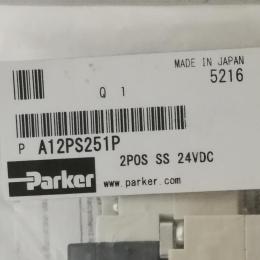 MADE IN JAPAN
Q 1 5216
P A12PS251P
2POS SS 24VDC
Parker www.parker.com